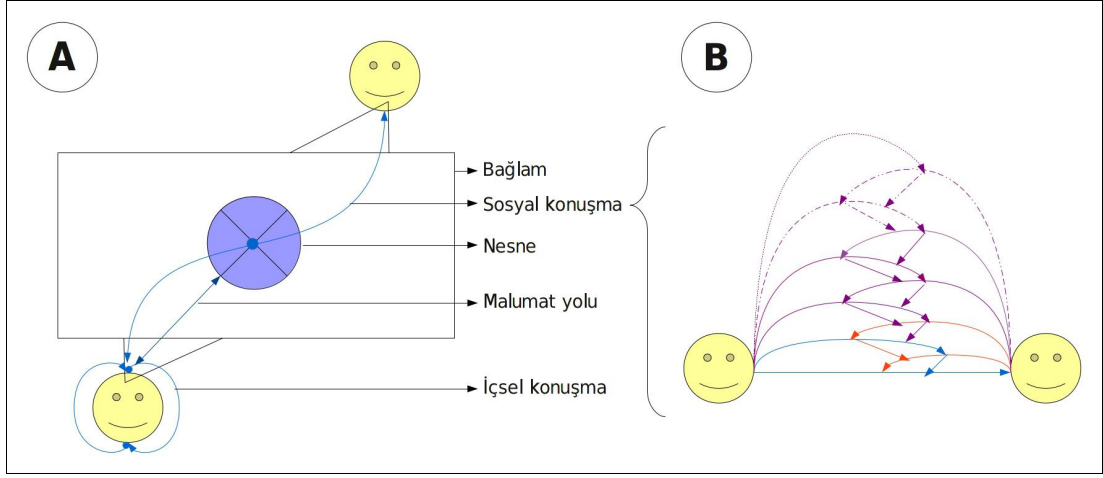 A
B
Bağlam
Sosyal konuşma
Nesne
Malumat yolu
İçsel konuşma